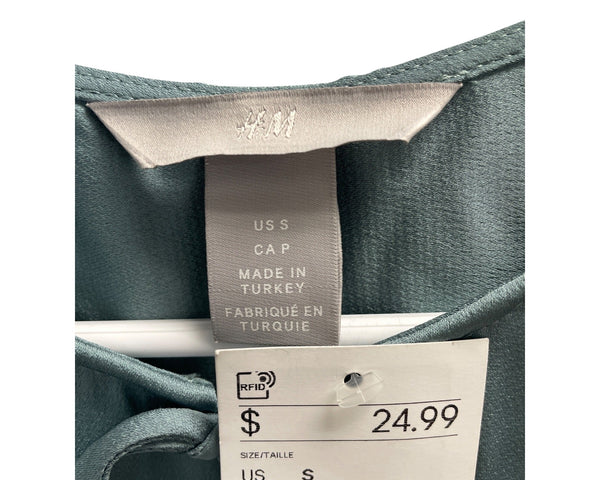 H&M
US S
CA P
MADE IN
TURKEY
FABRIQUÉ EN
TURQUIE
RFID
$ 24.99
SIZE/TAILLE
US S